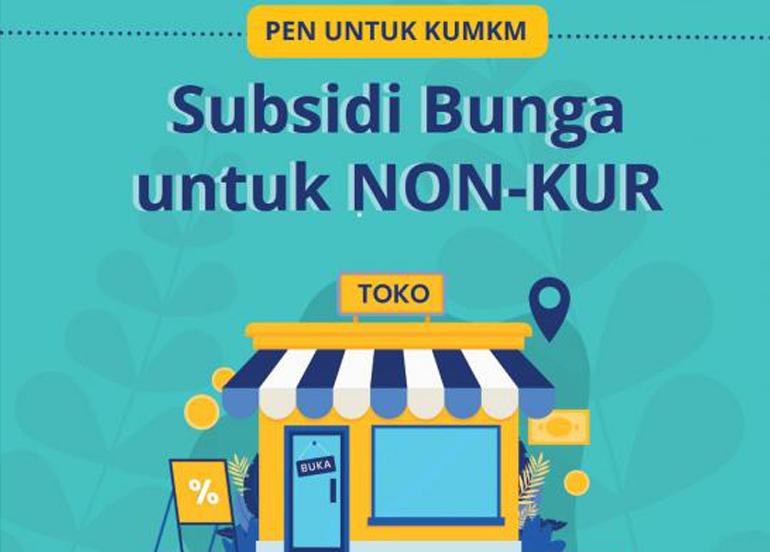 PEN UNTUK KUMKM
Subsidi Bunga
untuk NON-KUR
TOKO
BUKA
%